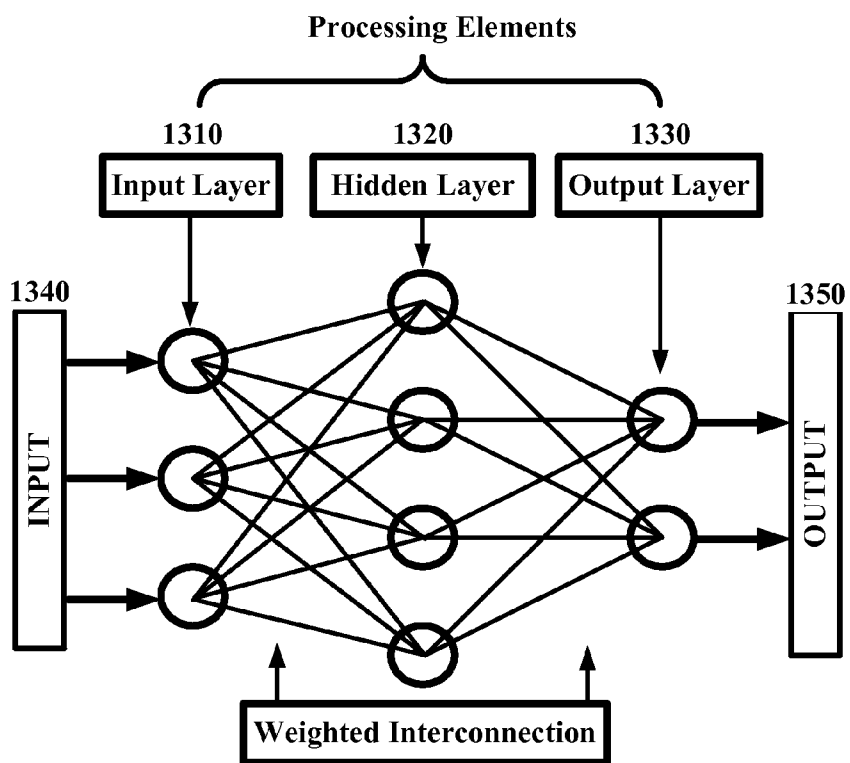 Processing Elements
1310
1320
1330
Input Layer
Hidden Layer
Output Layer
1340
1350
INPUT
OUTPUT
Weighted Interconnection